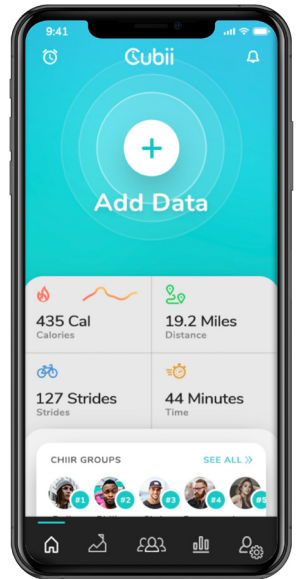 9:41
Cubii
Add Data
435 Cal
Calories
19.2 Miles
Distance
127 Strides
Strides
44 Minutes
Time
CHIIR GROUPS
SEE ALL »
#1
#2
#3
#4
#5